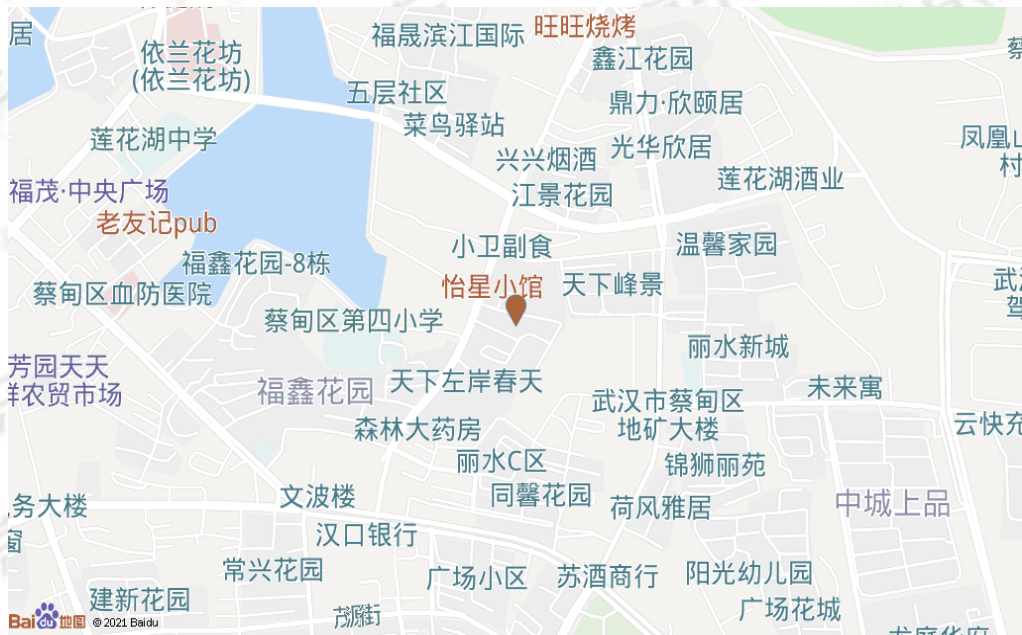 居
依兰花坊
(依兰花坊)
福晟滨江国际
旺旺烧烤
鑫江花园
五层社区
菜鸟驿站
鼎力·欣颐居
莲花湖中学
兴兴烟酒
光华欣居
凤凰山
村
福茂·中央广场
江景花园
莲花湖酒业
老友记pub
小卫副食
温馨家园
福鑫花园-8栋
怡星小馆
天下峰景
蔡甸区血防医院
蔡甸区第四小学
丽水新城
芳园天天
农贸市场
福鑫花园
天下左岸春天
武汉市蔡甸区
地矿大楼
未来寓
森林大药房
云快充
丽水C区
锦狮丽苑
务大楼
文波楼
同馨花园
荷风雅居
中城上品
窗
汉口银行
常兴花园
广场小区
苏酒商行
阳光幼儿园
建新花园
茂源街
广场花城
Bai du 地图 © 2021 Baidu